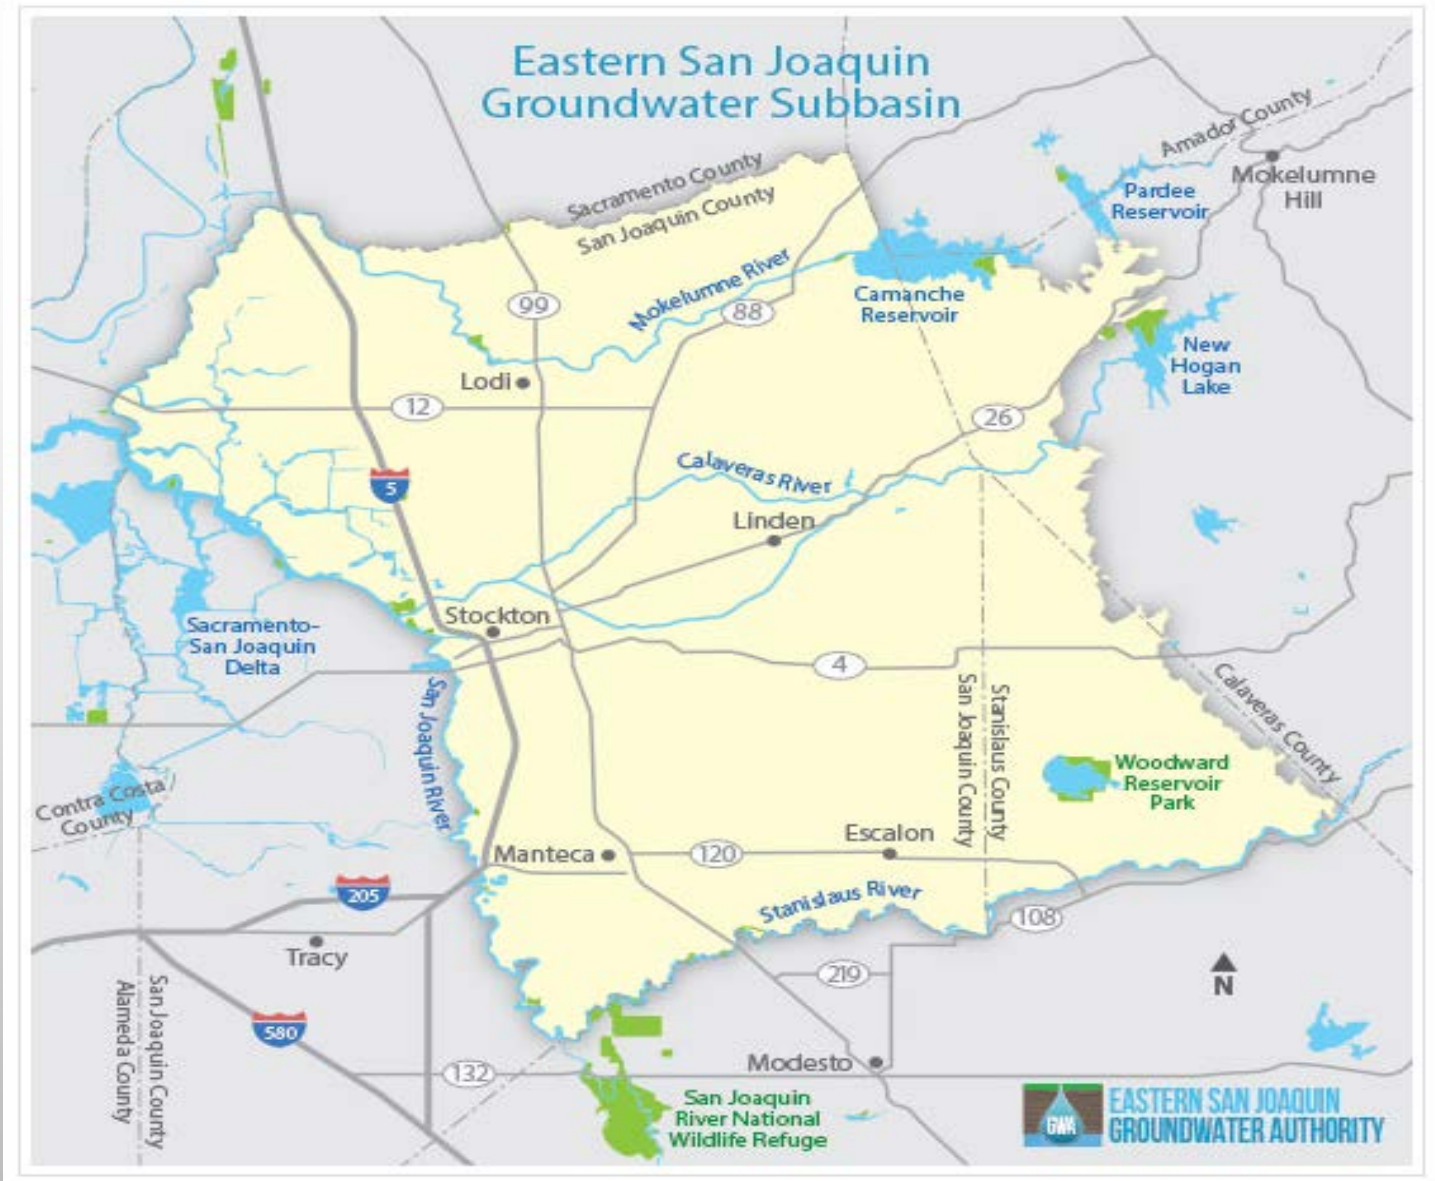 Eastern San Joaquin
Groundwater Subbasin
Sacramento County
San Joaquin County
Amador County
Mokelumne
Hill
Pardee
Reservoir
Mokelumne River
99
88
Camanche
Reservoir
New
Hogan
Lake
Lodi
12
26
5
Calaveras River
Linden
Stockton
Sacramento-
San Joaquin
Delta
4
San Joaquin River
San Joaquin County
Stanislaus County
Calaveras County
Woodward
Reservoir
Park
Contra Costa
County
Escalon
Manteca
120
205
Stanislaus River
108
Tracy
219
N
San Joaquin County
Alameda County
580
132
Modesto
San Joaquin
River National
Wildlife Refuge
GWA
EASTERN SAN JOAQUIN
GROUNDWATER AUTHORITY